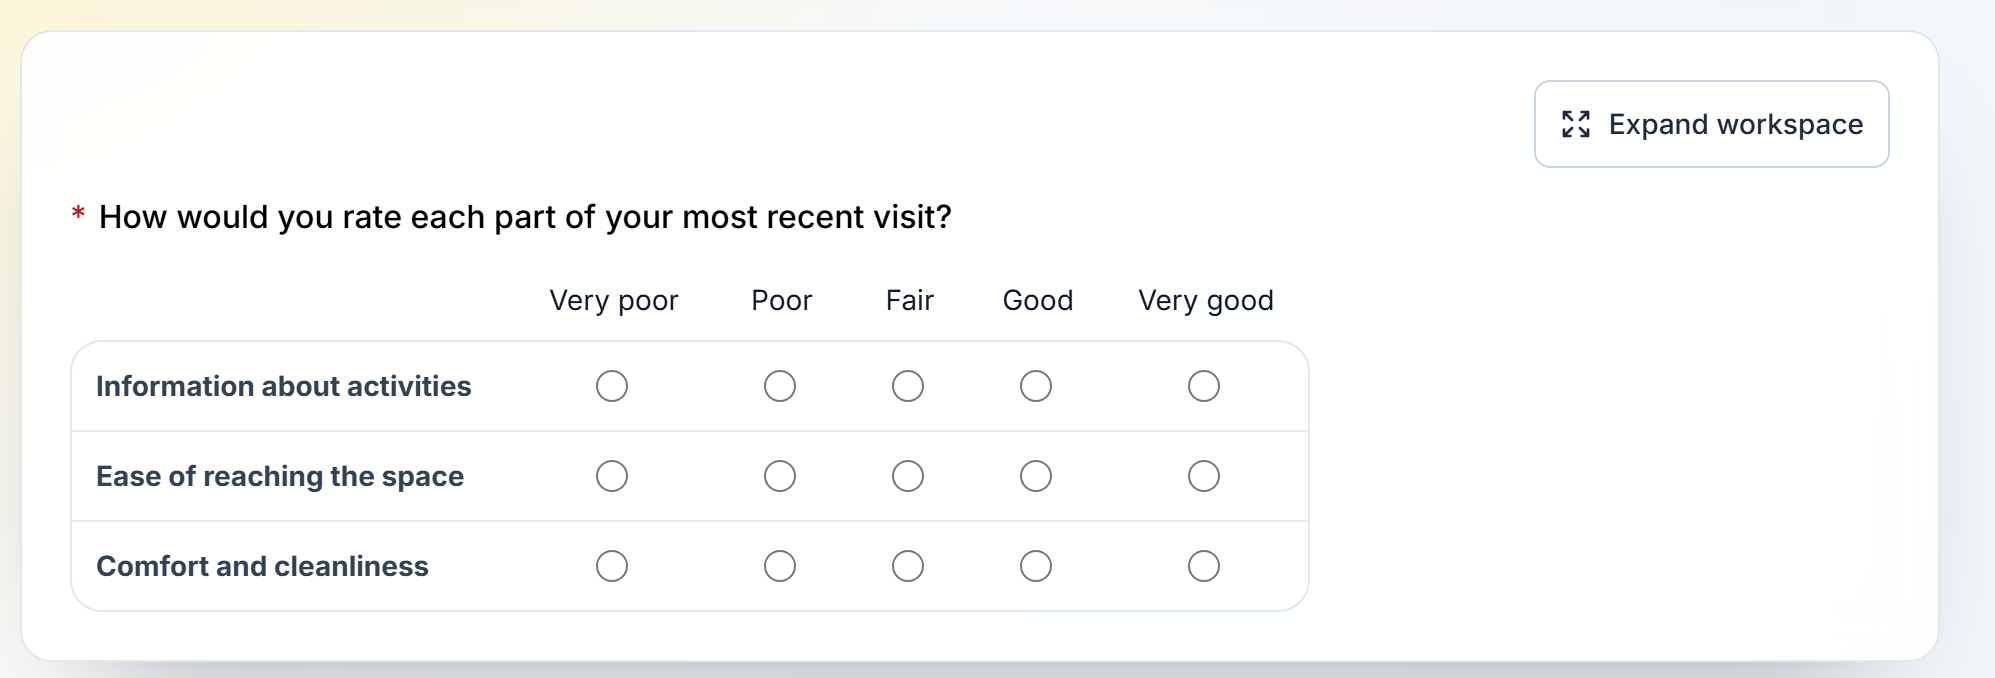 Expand workspace
* How would you rate each part of your most recent visit?
Very poor Poor Fair Good Very good
Information about activities
Ease of reaching the space
Comfort and cleanliness